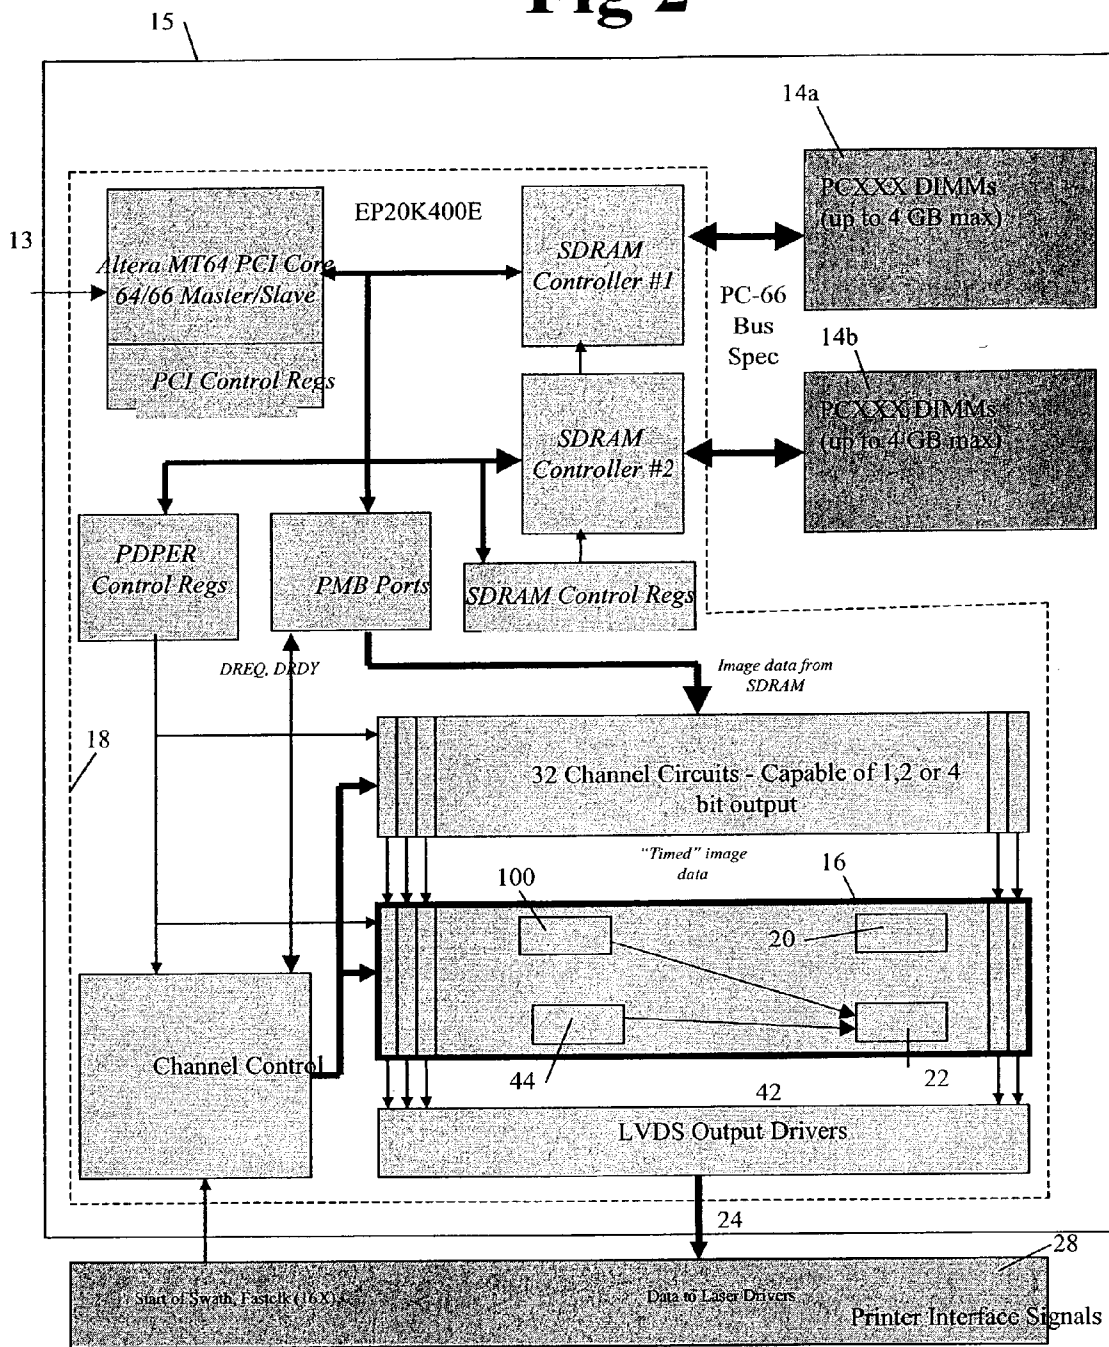 Fig 2
15
14a
PCXXX DIMMs
(up to 4 GB max)
EP20K400E
13
Altera MT64 PCI Core
64/66 Master/Slave
SDRAM
Controller #1
PC-66
Bus
Spec
14b
PCI Control Regs
PCXXX DIMMs
(up to 4 GB max)
SDRAM
Controller #2
PDPER
Control Regs
PMB Ports
SDRAM Control Regs
DREQ, DRDY
Image data from
SDRAM
18
32 Channel Circuits - Capable of 1,2 or 4
bit output
"Timed" image
data
16
100
20
Channel Control
44
22
42
LVDS Output Drivers
24
28
Start of Swath, Fastclk (16X)
Data to Laser Drivers
Printer Interface Signals